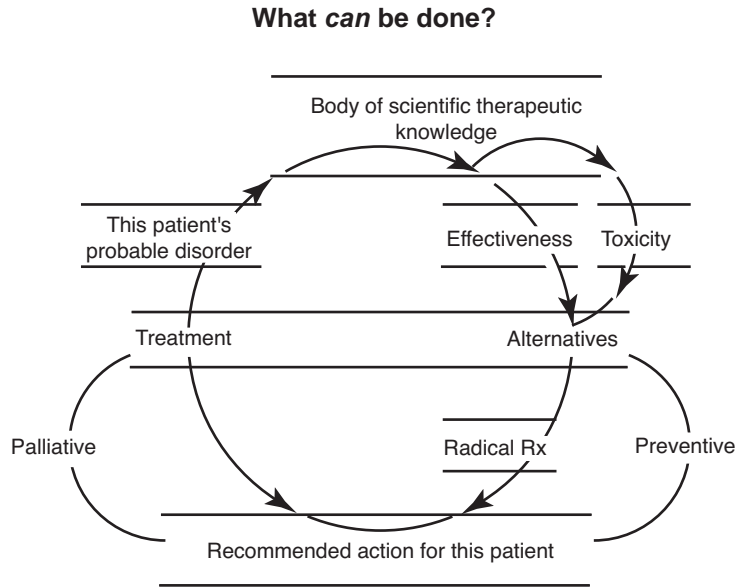 What can be done?
Body of scientific therapeutic
knowledge
This patient's
probable disorder
Effectiveness
Toxicity
Treatment
Alternatives
Palliative
Radical Rx
Preventive
Recommended action for this patient